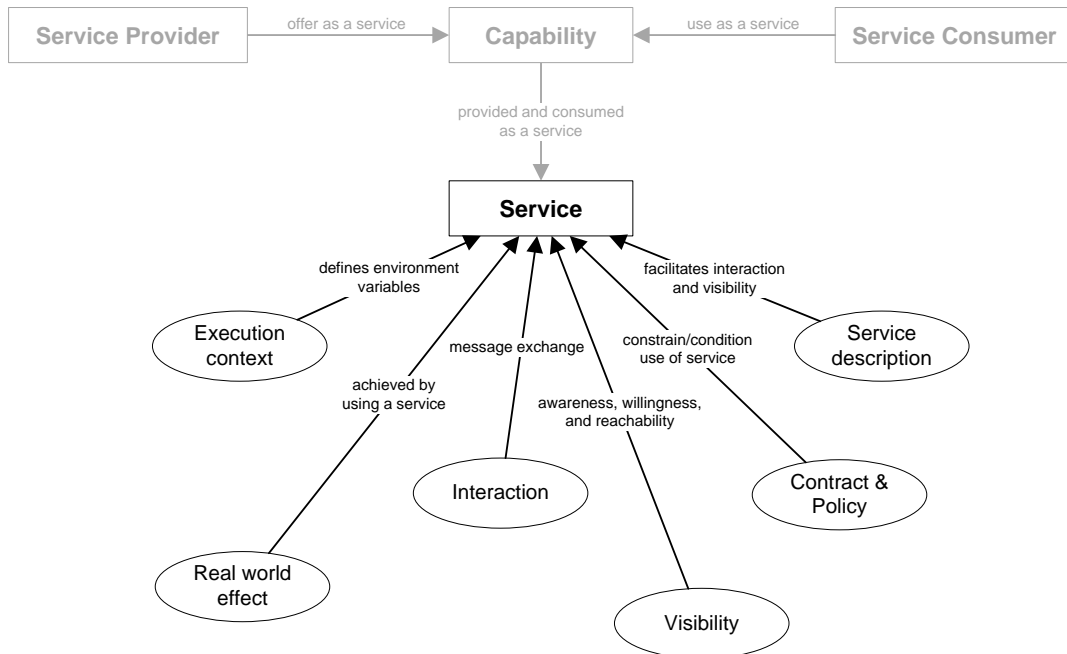 offer as a service
use as a service
Service Provider
Capability
Service Consumer
provided and consumed
as a service
Service
defines environment
variables
facilitates interaction
and visibility
Execution
context
message exchange
constrain/condition
use of service
Service
description
achieved by
using a service
awareness, willingness,
and reachability
Interaction
Contract &
Policy
Real world
effect
Visibility